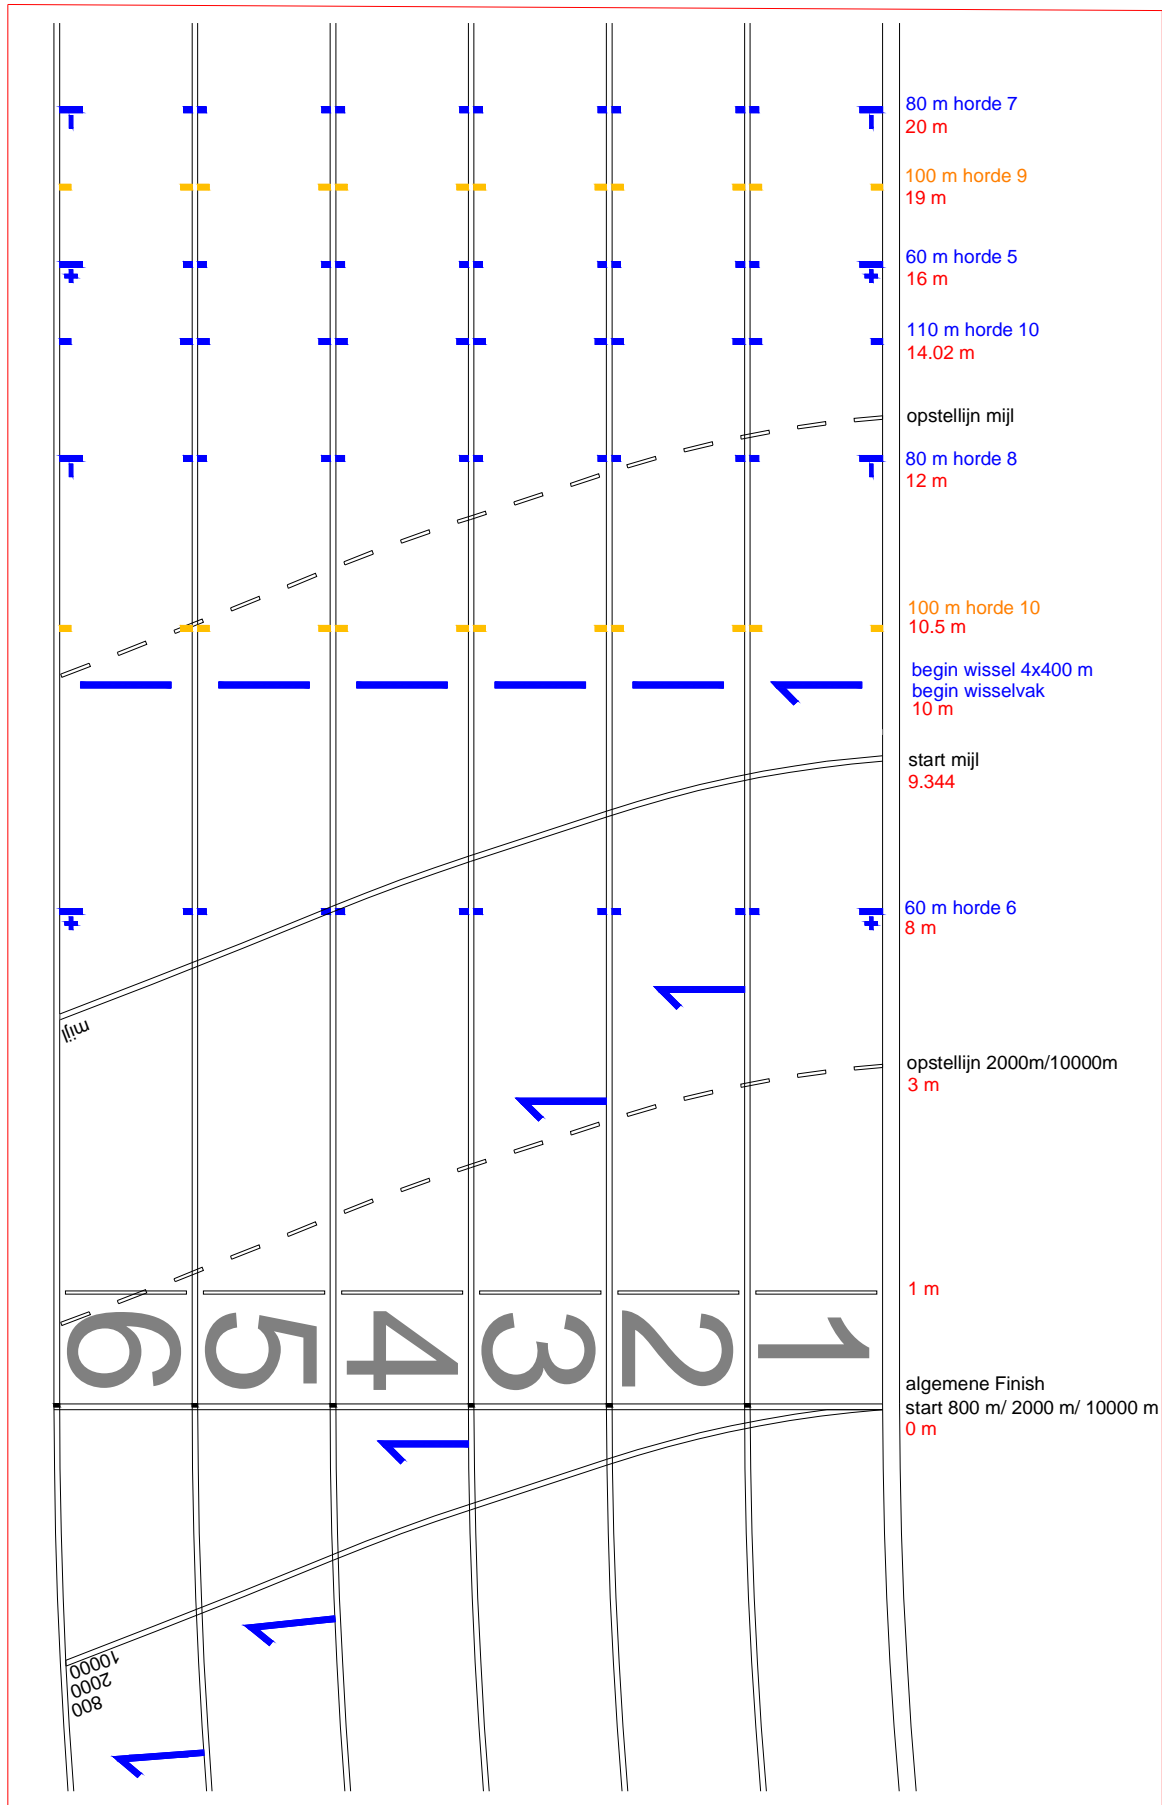 80 m horde 7
20 m
100 m horde 9
19 m
60 m horde 5
16 m
110 m horde 10
14.02 m
opstellijn mijl
80 m horde 8
12 m
100 m horde 10
10.5 m
begin wissel 4x400 m
begin wisselvak
10 m
start mijl
9.344
60 m horde 6
8 m
mijl
opstellijn 2000m/10000m
3 m
1 m
6 5 4 3 2 1
algemene Finish
start 800 m/ 2000 m/ 10000 m
0 m
10000
2000
800